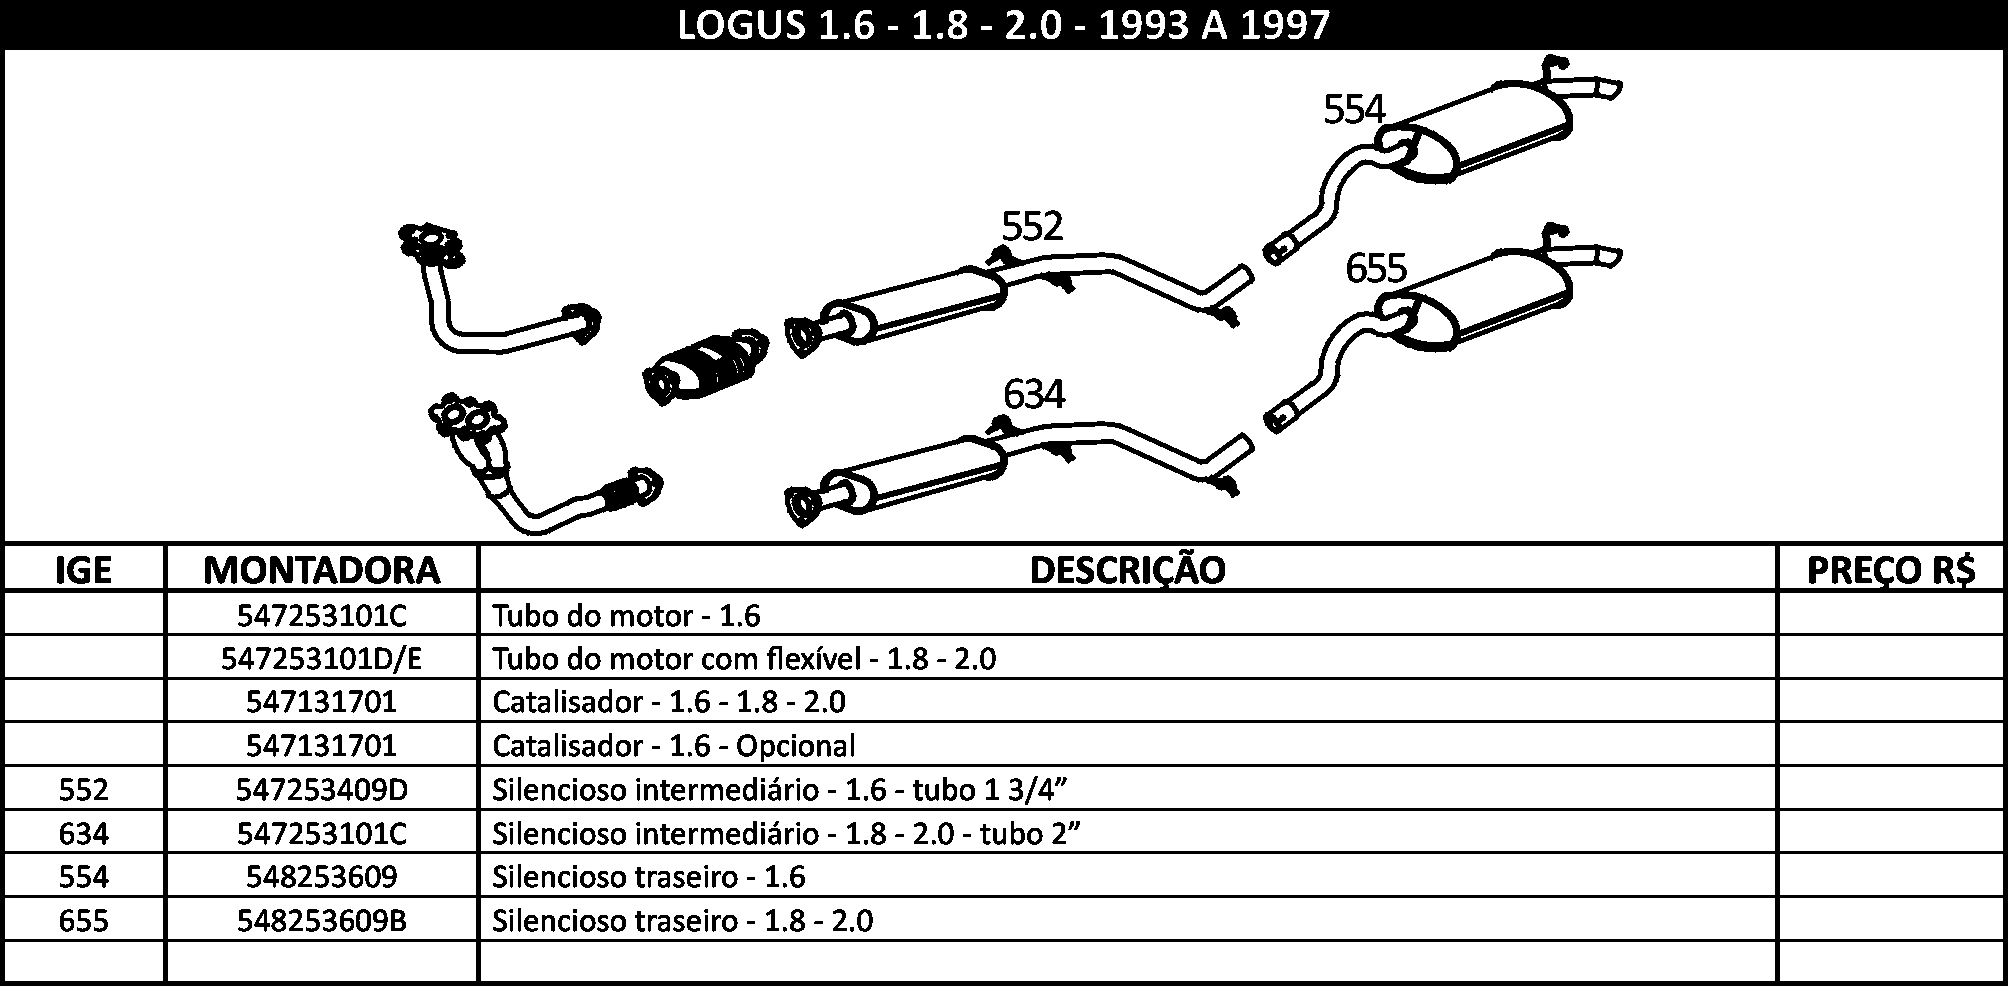 LOGUS 1.6 - 1.8 - 2.0 - 1993 A 1997
554
552
655
634
IGE MONTADORA DESCRIÇÃO PREÇO R$
547253101C Tubo do motor - 1.6
547253101D/E Tubo do motor com flexível - 1.8 - 2.0
547131701 Catalisador - 1.6 - 1.8 - 2.0
547131701 Catalisador - 1.6 - Opcional
552 547253409D Silencioso intermediário - 1.6 - tubo 1 3/4”
634 547253101C Silencioso intermediário - 1.8 - 2.0 - tubo 2”
554 548253609 Silencioso traseiro - 1.6
655 548253609B Silencioso traseiro - 1.8 - 2.0